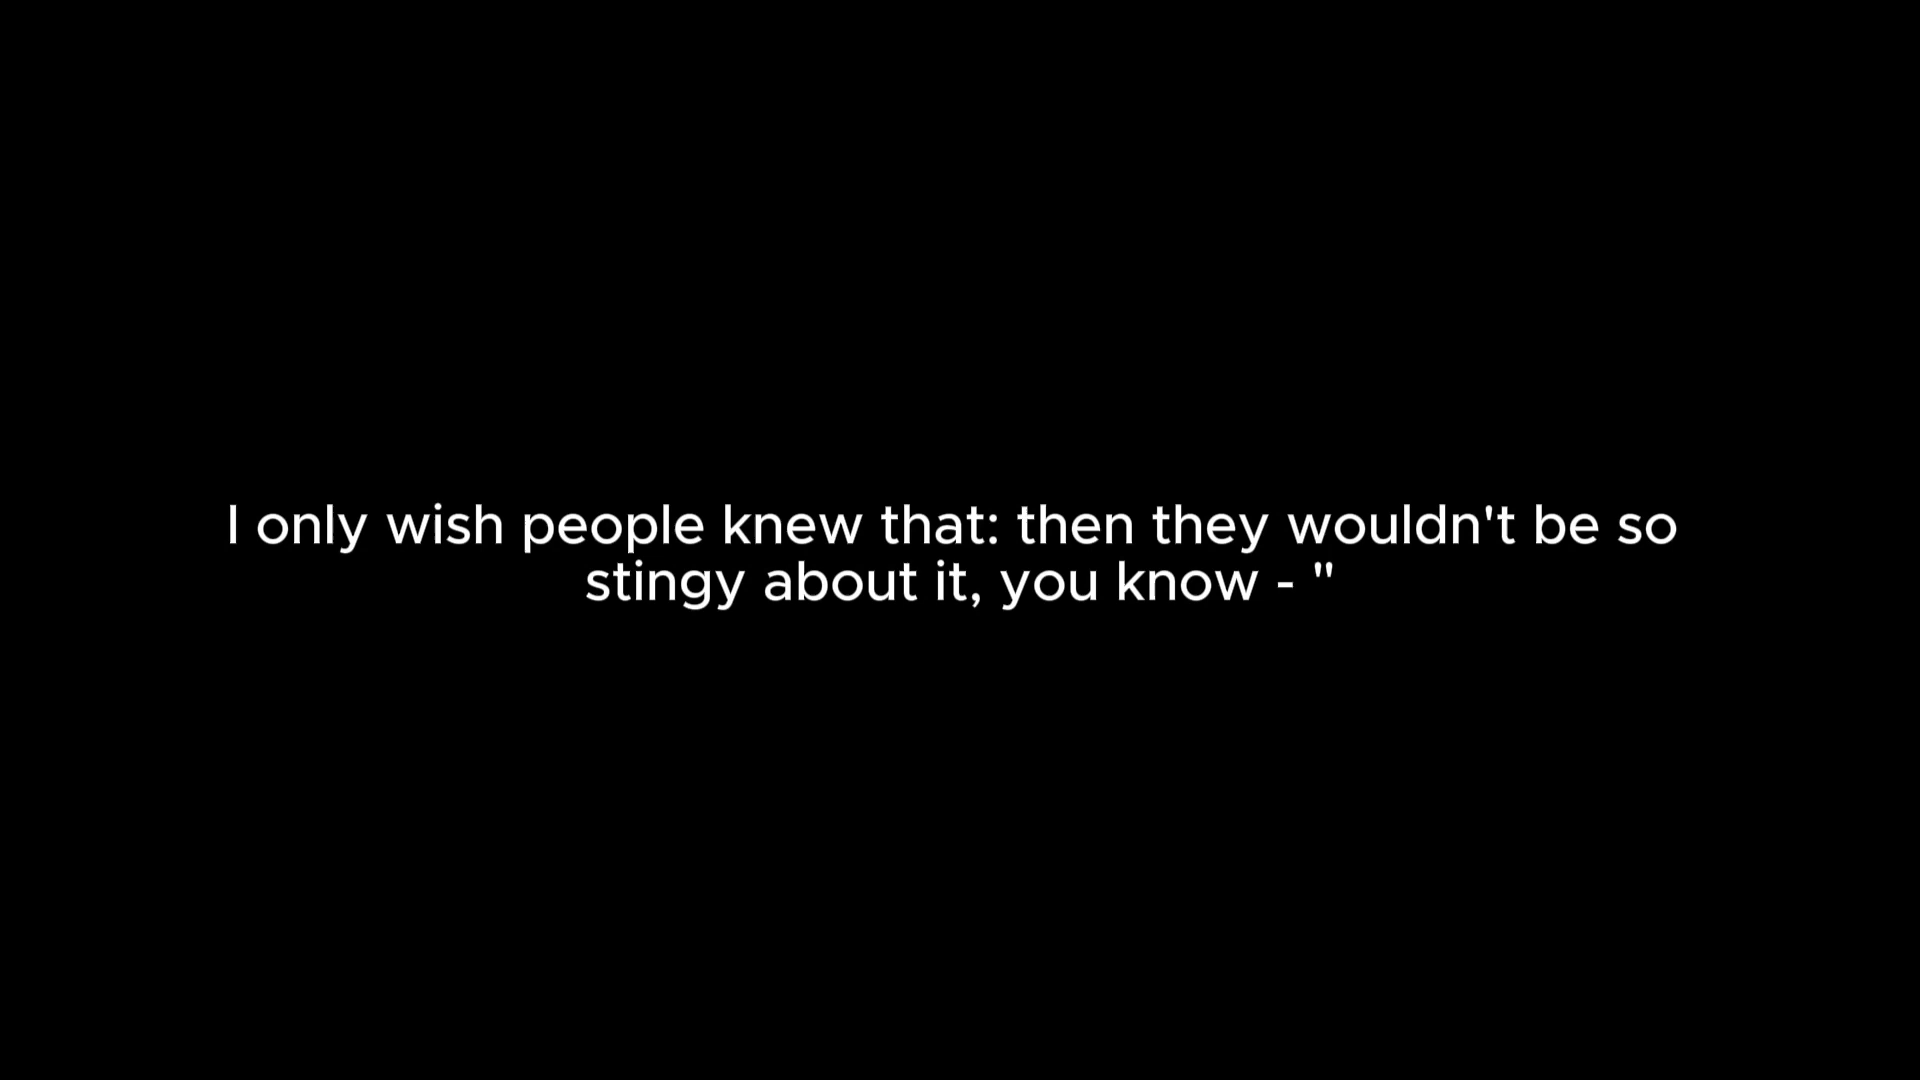 I only wish people knew that: then they wouldn't be so
stingy about it, you know - "